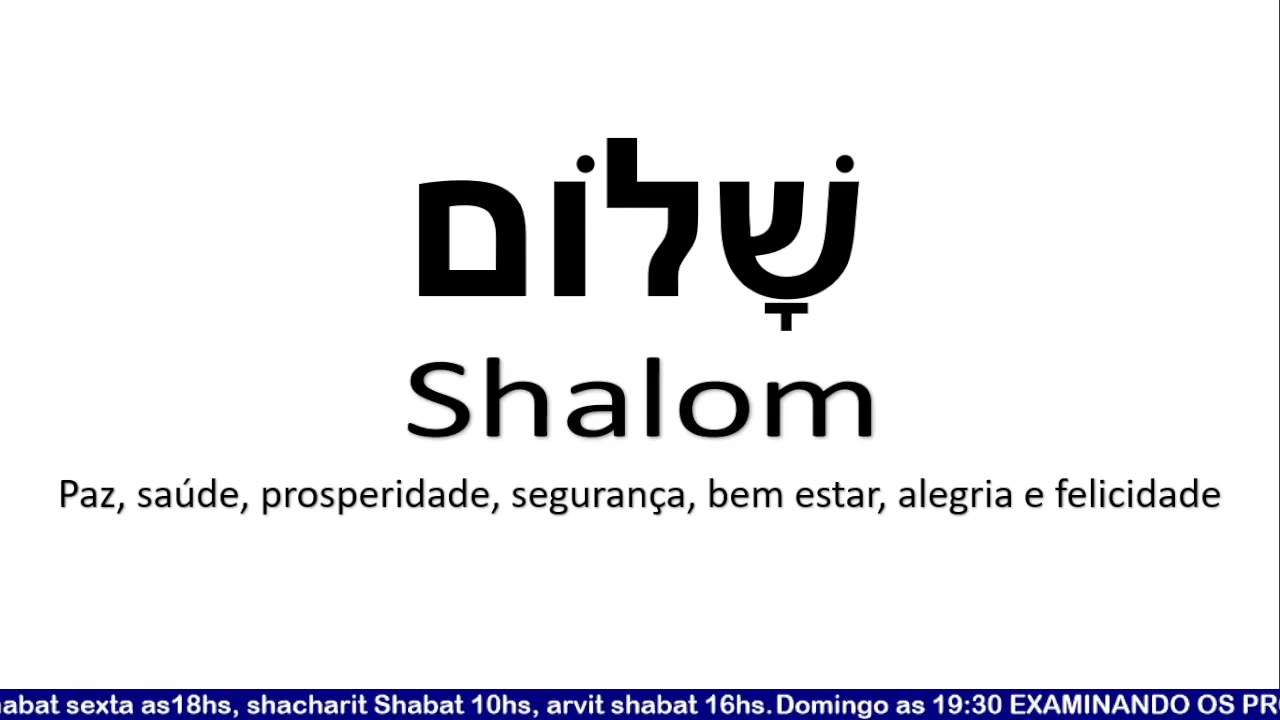 שָׁלוֹם
Shalom
Paz, saúde, prosperidade, segurança, bem estar, alegria e felicidade
abat sexta as18hs, shacharit Shabat 10hs, arvit shabat 16hs.Domingo as 19:30 EXAMINANDO OS PR